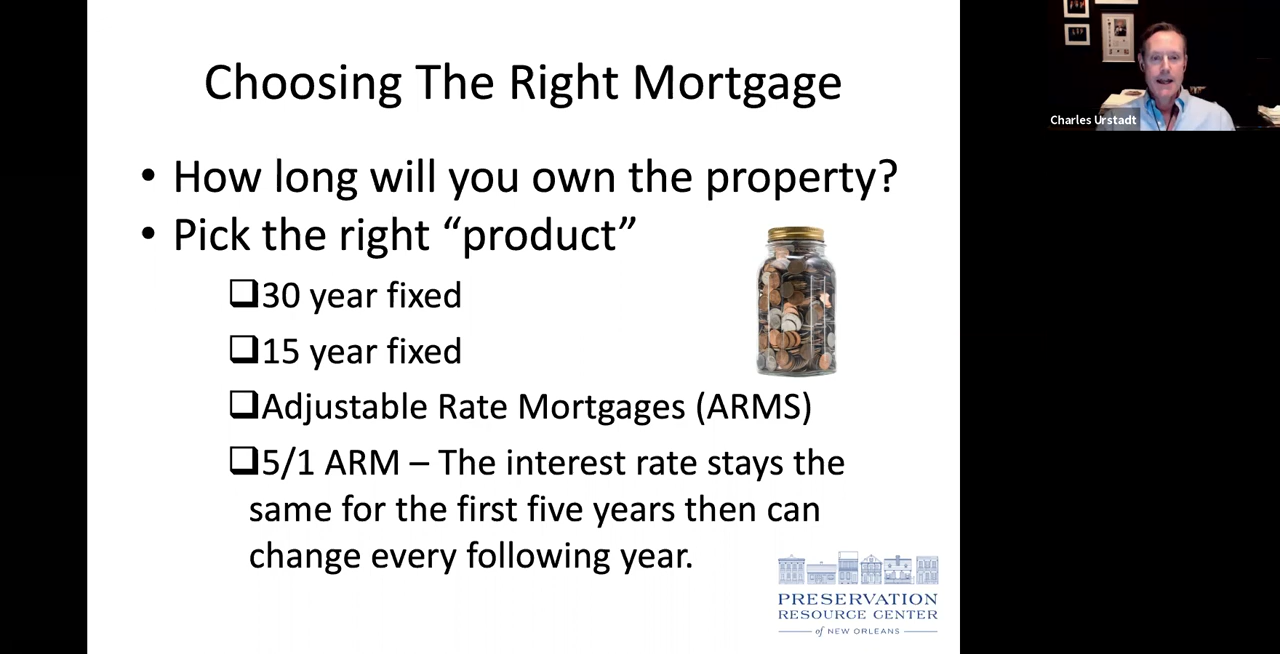 Choosing The Right Mortgage
• How long will you own the property?
• Pick the right “product”
❑30 year fixed
❑15 year fixed
❑Adjustable Rate Mortgages (ARMS)
❑5/1 ARM – The interest rate stays the
same for the first five years then can
change every following year.
PRESERVATION
RESOURCE CENTER
of NEW ORLEANS
Charles Urstadt